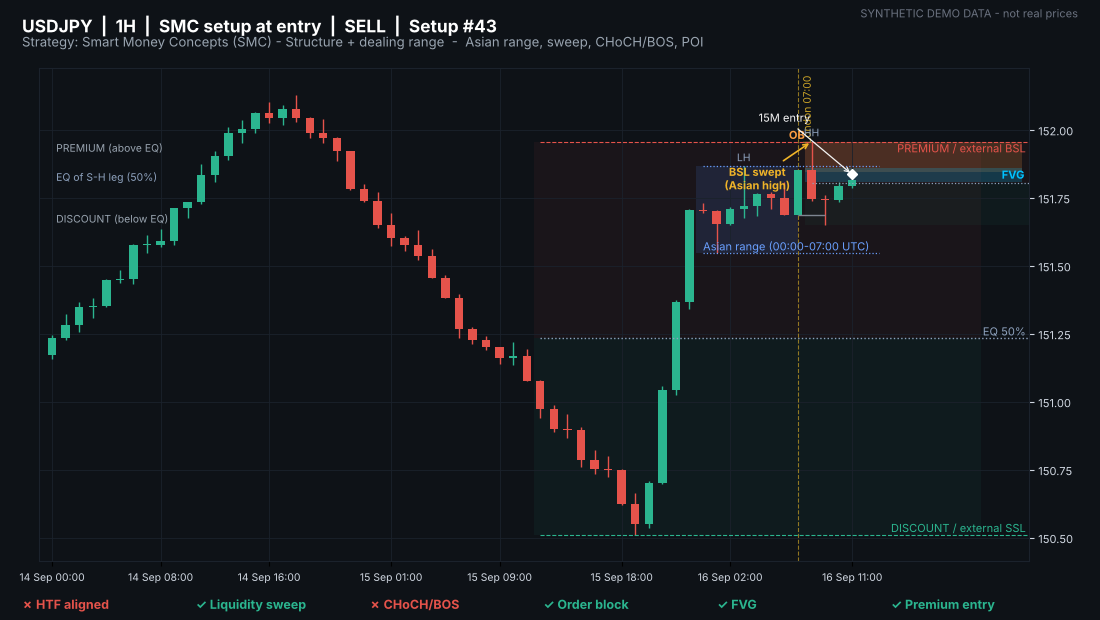 SYNTHETIC DEMO DATA - not real prices
USDJPY | 1H | SMC setup at entry | SELL | Setup #43
Strategy: Smart Money Concepts (SMC) - Structure + dealing range - Asian range, sweep, CHoCH/BOS, POI
07:00
15M entry
OB
152.00
PREMIUM (above EQ)
PREMIUM / external BSL
LH
BSL swept
(Asian high)
EQ of S-H leg (50%)
FVG
151.75
DISCOUNT (below EQ)
Asian range (00:00-07:00 UTC)
151.50
EQ 50%
151.25
151.00
150.75
DISCOUNT / external SSL
150.50
14 Sep 00:00
14 Sep 08:00
14 Sep 16:00
15 Sep 01:00
15 Sep 09:00
15 Sep 18:00
16 Sep 02:00
16 Sep 11:00
× HTF aligned
✓ Liquidity sweep
× CHoCH/BOS
✓ Order block
✓ FVG
✓ Premium entry